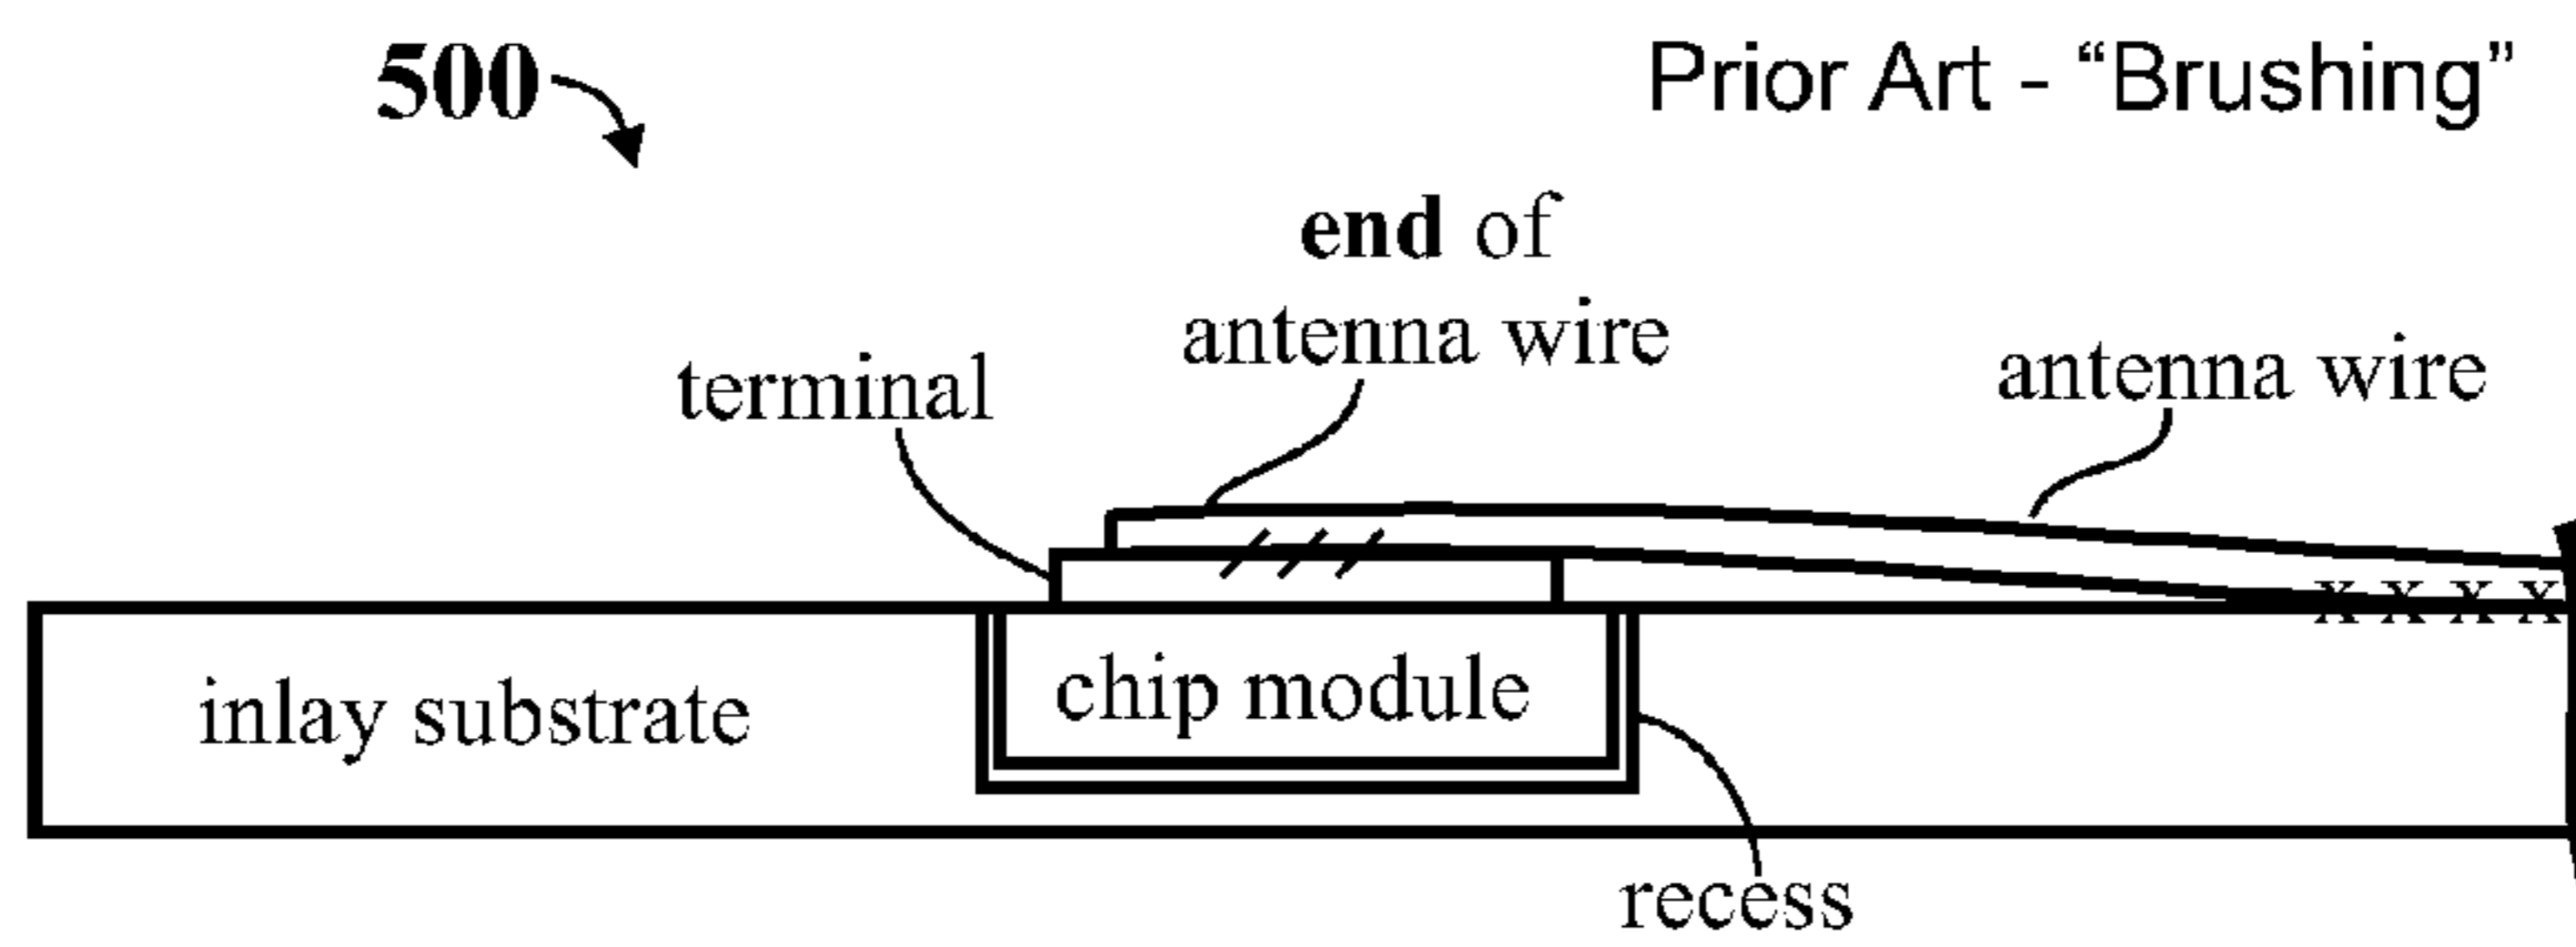 500
Prior Art - “Brushing”
end of
antenna wire
terminal
antenna wire
x x x x
inlay substrate
chip module
recess